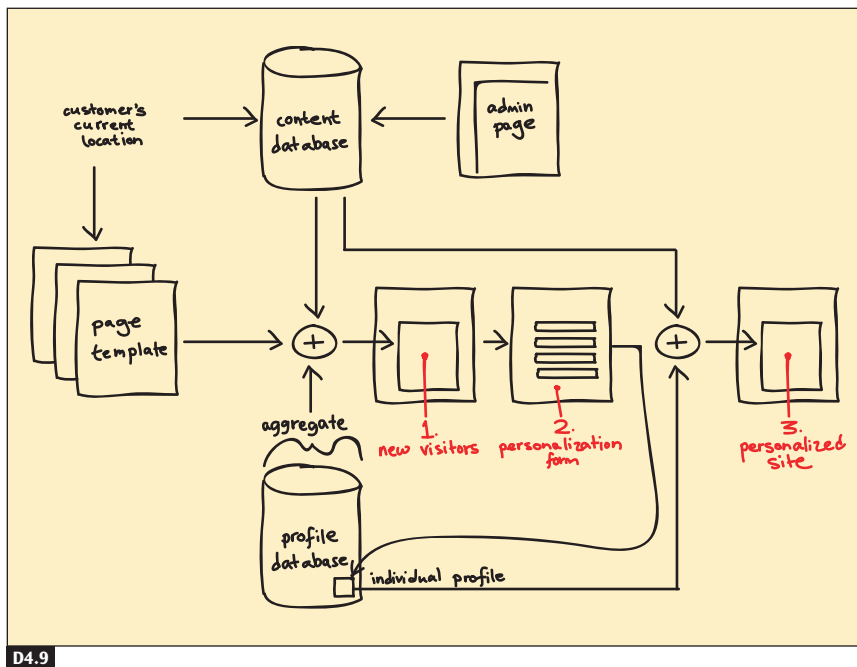 customer's
current
location
content
database
admin
page
page
template
+
+
aggregate
1.
new visitors
2.
personalization
form
3.
personalized
site
profile
database
individual profile
D4.9